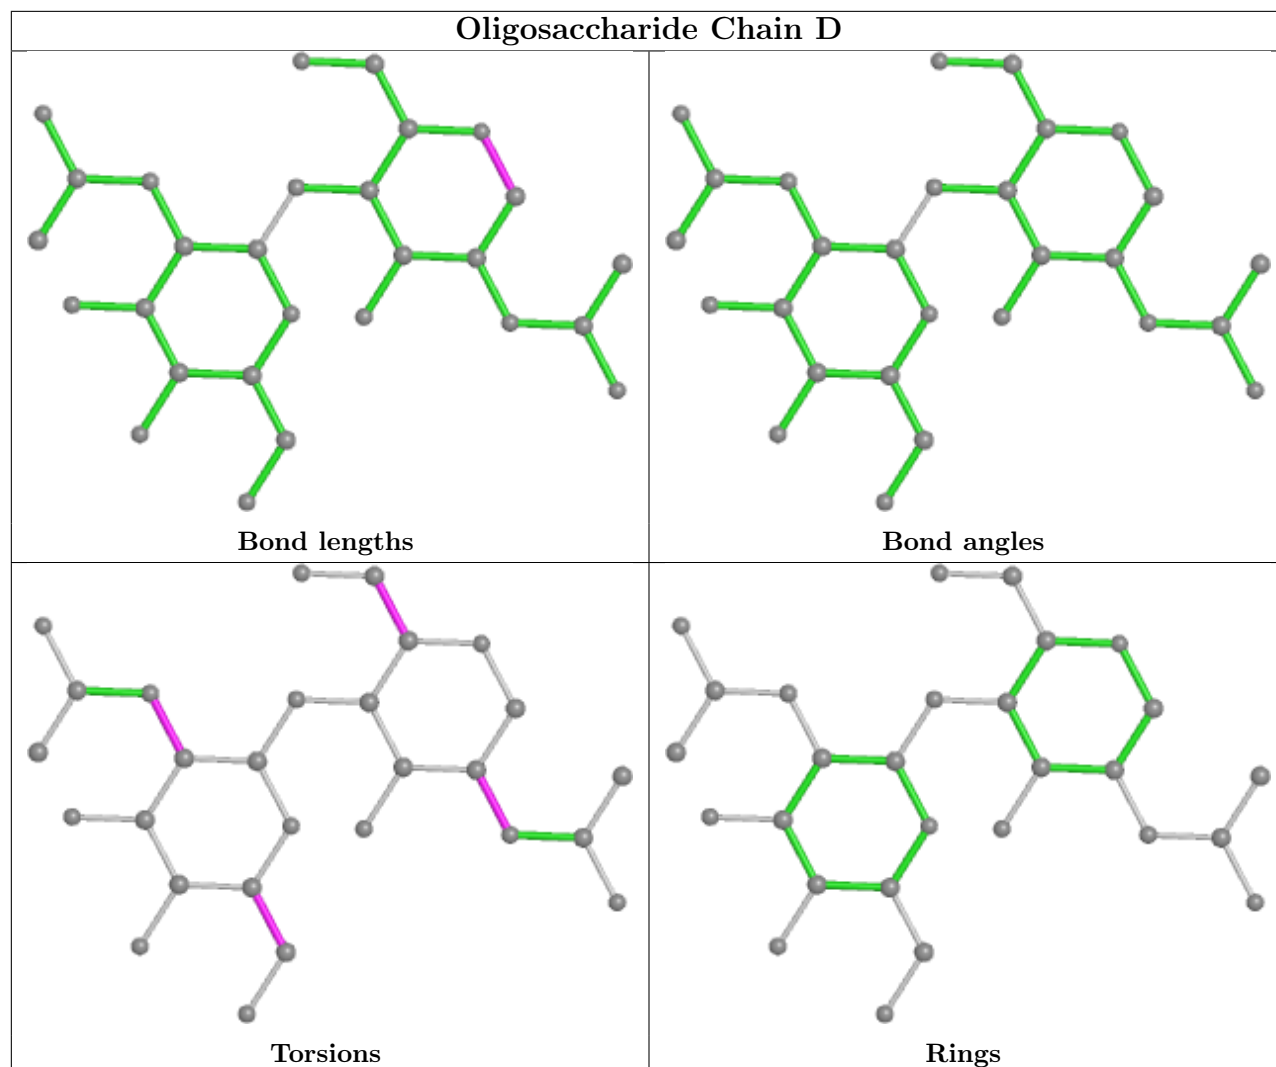 Oligosaccharide Chain D
Bond lengths
Bond angles
Torsions
Rings